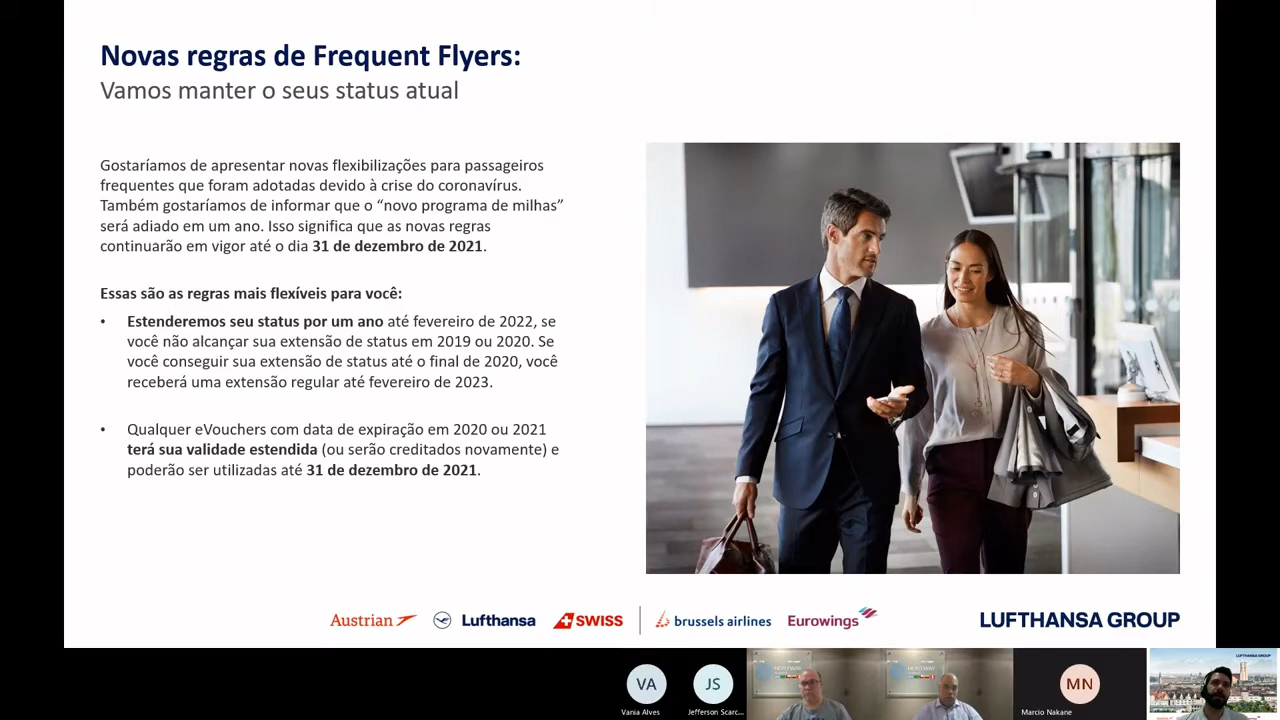 Novas regras de Frequent Flyers:
Vamos manter o seus status atual
Gostaríamos de apresentar novas flexibilizações para passageiros
frequentes que foram adotadas devido à crise do coronavírus.
Também gostaríamos de informar que o “novo programa de milhas”
será adiado em um ano. Isso significa que as novas regras
continuarão em vigor até o dia 31 de dezembro de 2021.
Essas são as regras mais flexíveis para você:
• Estenderemos seu status por um ano até fevereiro de 2022, se
você não alcançar sua extensão de status em 2019 ou 2020. Se
você conseguir sua extensão de status até o final de 2020, você
receberá uma extensão regular até fevereiro de 2023.
• Qualquer eVouchers com data de expiração em 2020 ou 2021
terá sua validade estendida (ou serão creditados novamente) e
poderão ser utilizadas até 31 de dezembro de 2021.
Austrian Lufthansa SWISS brussels airlines Eurowings LUFTHANSA GROUP
VA JS MN
Vania Alves Jefferson Scarc... Marcio Nakane
LUFTHANSA GROUP